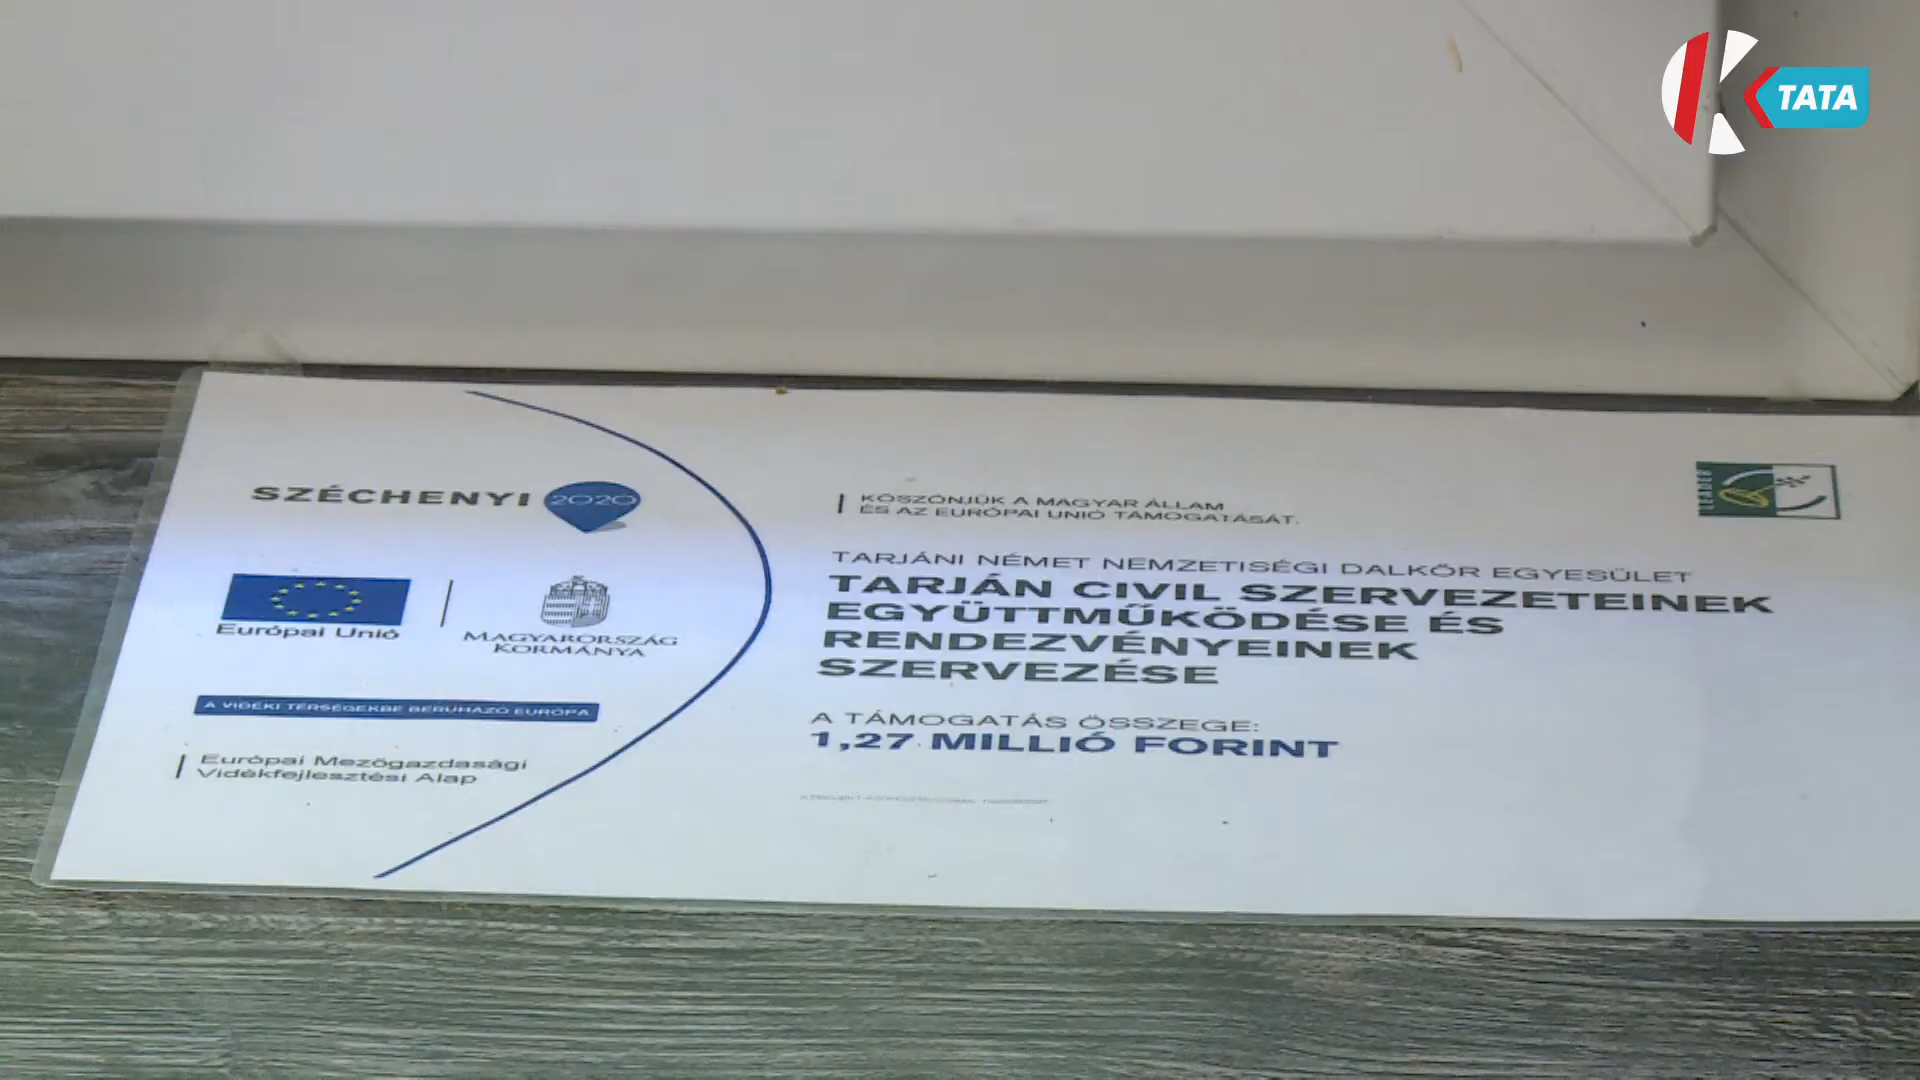 TATA
SZÉCHENYI 2020
Európai Unió
MAGYARORSZÁG
KORMÁNYA
A VIDÉKI TÉRSÉGEKBE BERUHÁZÓ EURÓPA
Európai Mezőgazdasági
Vidékfejlesztési Alap
KÖSZÖNJÜK A MAGYAR ÁLLAM
ÉS AZ EURÓPAI UNIÓ TÁMOGATÁSÁT.
LEADER
TARJÁNI NÉMET NEMZETISÉGI DALKÖR EGYESÜLET
TARJÁN CIVIL SZERVEZETEINEK
EGYÜTTMŰKÖDÉSE ÉS
RENDEZVÉNYEINEK
SZERVEZÉSE
A TÁMOGATÁS ÖSSZEGE:
1,27 MILLIÓ FORINT